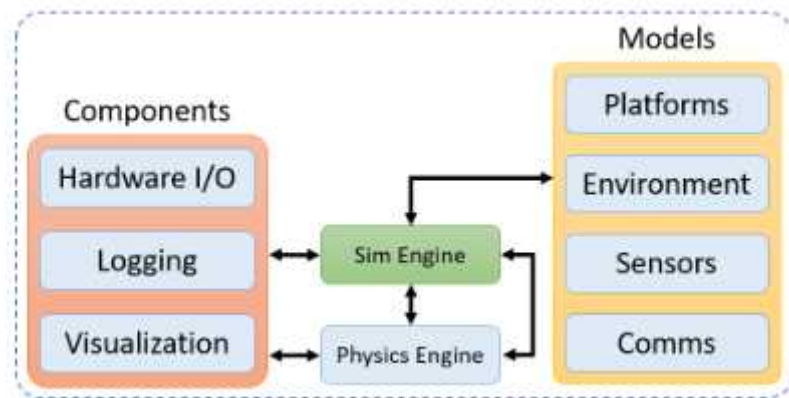 Components
Hardware I/O
Logging
Visualization
Sim Engine
Physics Engine
Models
Platforms
Environment
Sensors
Comms